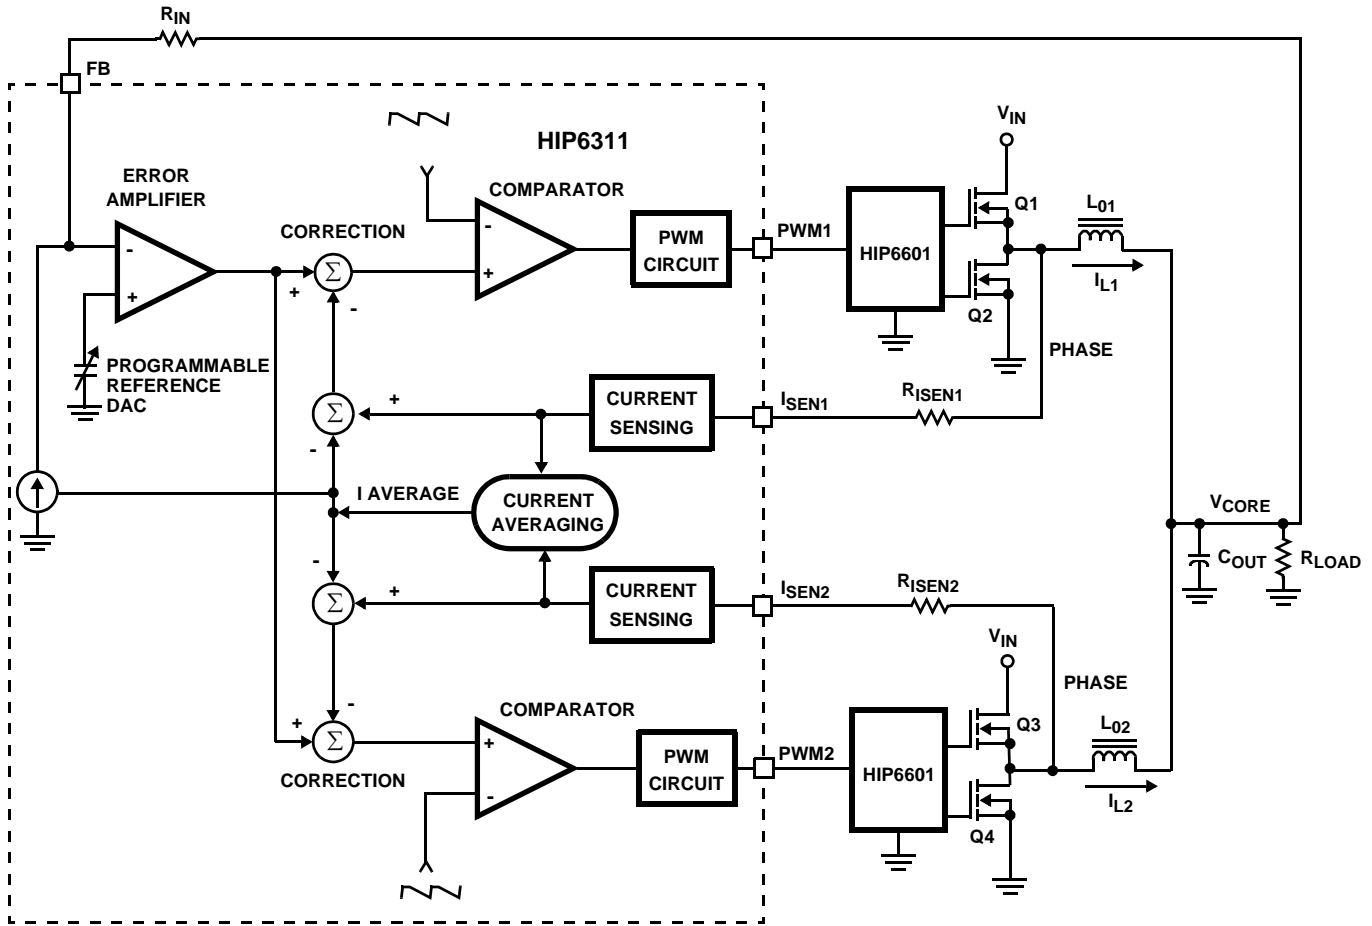 RIN
FB
HIP6311
VIN
ERROR
AMPLIFIER
COMPARATOR
CORRECTION
Q1
L01
-
+
Σ
+
-
-
+
PWM
CIRCUIT
PWM1
HIP6601
IL1
Q2
PHASE
PROGRAMMABLE
REFERENCE
DAC
Σ
+
-
CURRENT
SENSING
ISEN1
RISEN1
I AVERAGE
CURRENT
AVERAGING
VCORE
COUT
RLOAD
-
Σ
+
CURRENT
SENSING
ISEN2
RISEN2
VIN
PHASE
-
+
Σ
CORRECTION
COMPARATOR
+
-
PWM
CIRCUIT
PWM2
HIP6601
Q3
L02
IL2
Q4